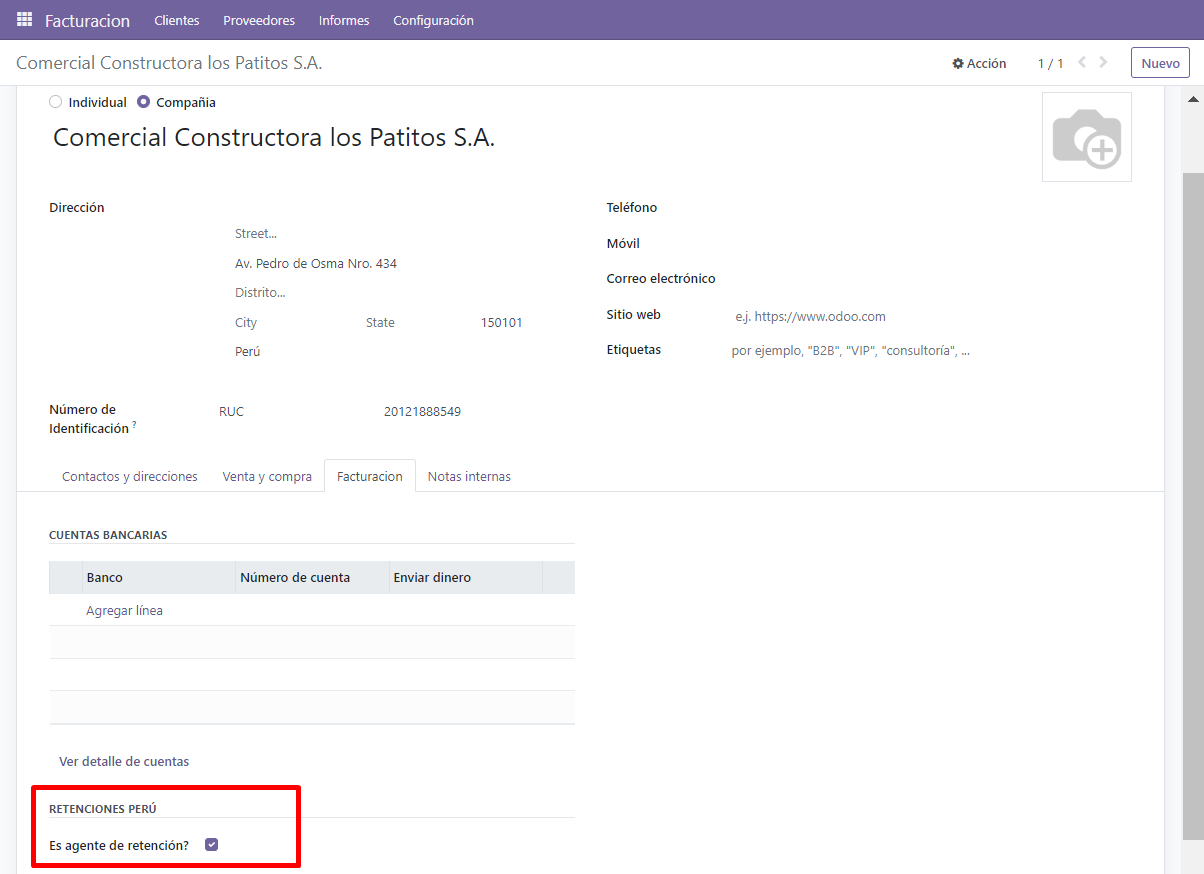 Facturacion Clientes Proveedores Informes Configuración
Comercial Constructora los Patitos S.A. Acción 1 / 1 Nuevo
Individual Compañia
Comercial Constructora los Patitos S.A.
Dirección
Street...
Av. Pedro de Osma Nro. 434
Distrito...
City State 150101
Perú
Teléfono
Móvil
Correo electrónico
Sitio web e.j. https://www.odoo.com
Etiquetas por ejemplo, "B2B", "VIP", "consultoría", ...
Número de
Identificación ? RUC 20121888549
Contactos y direcciones Venta y compra Facturacion Notas internas
CUENTAS BANCARIAS
Banco Número de cuenta Enviar dinero
Agregar línea
Ver detalle de cuentas
RETENCIONES PERÚ
Es agente de retención?